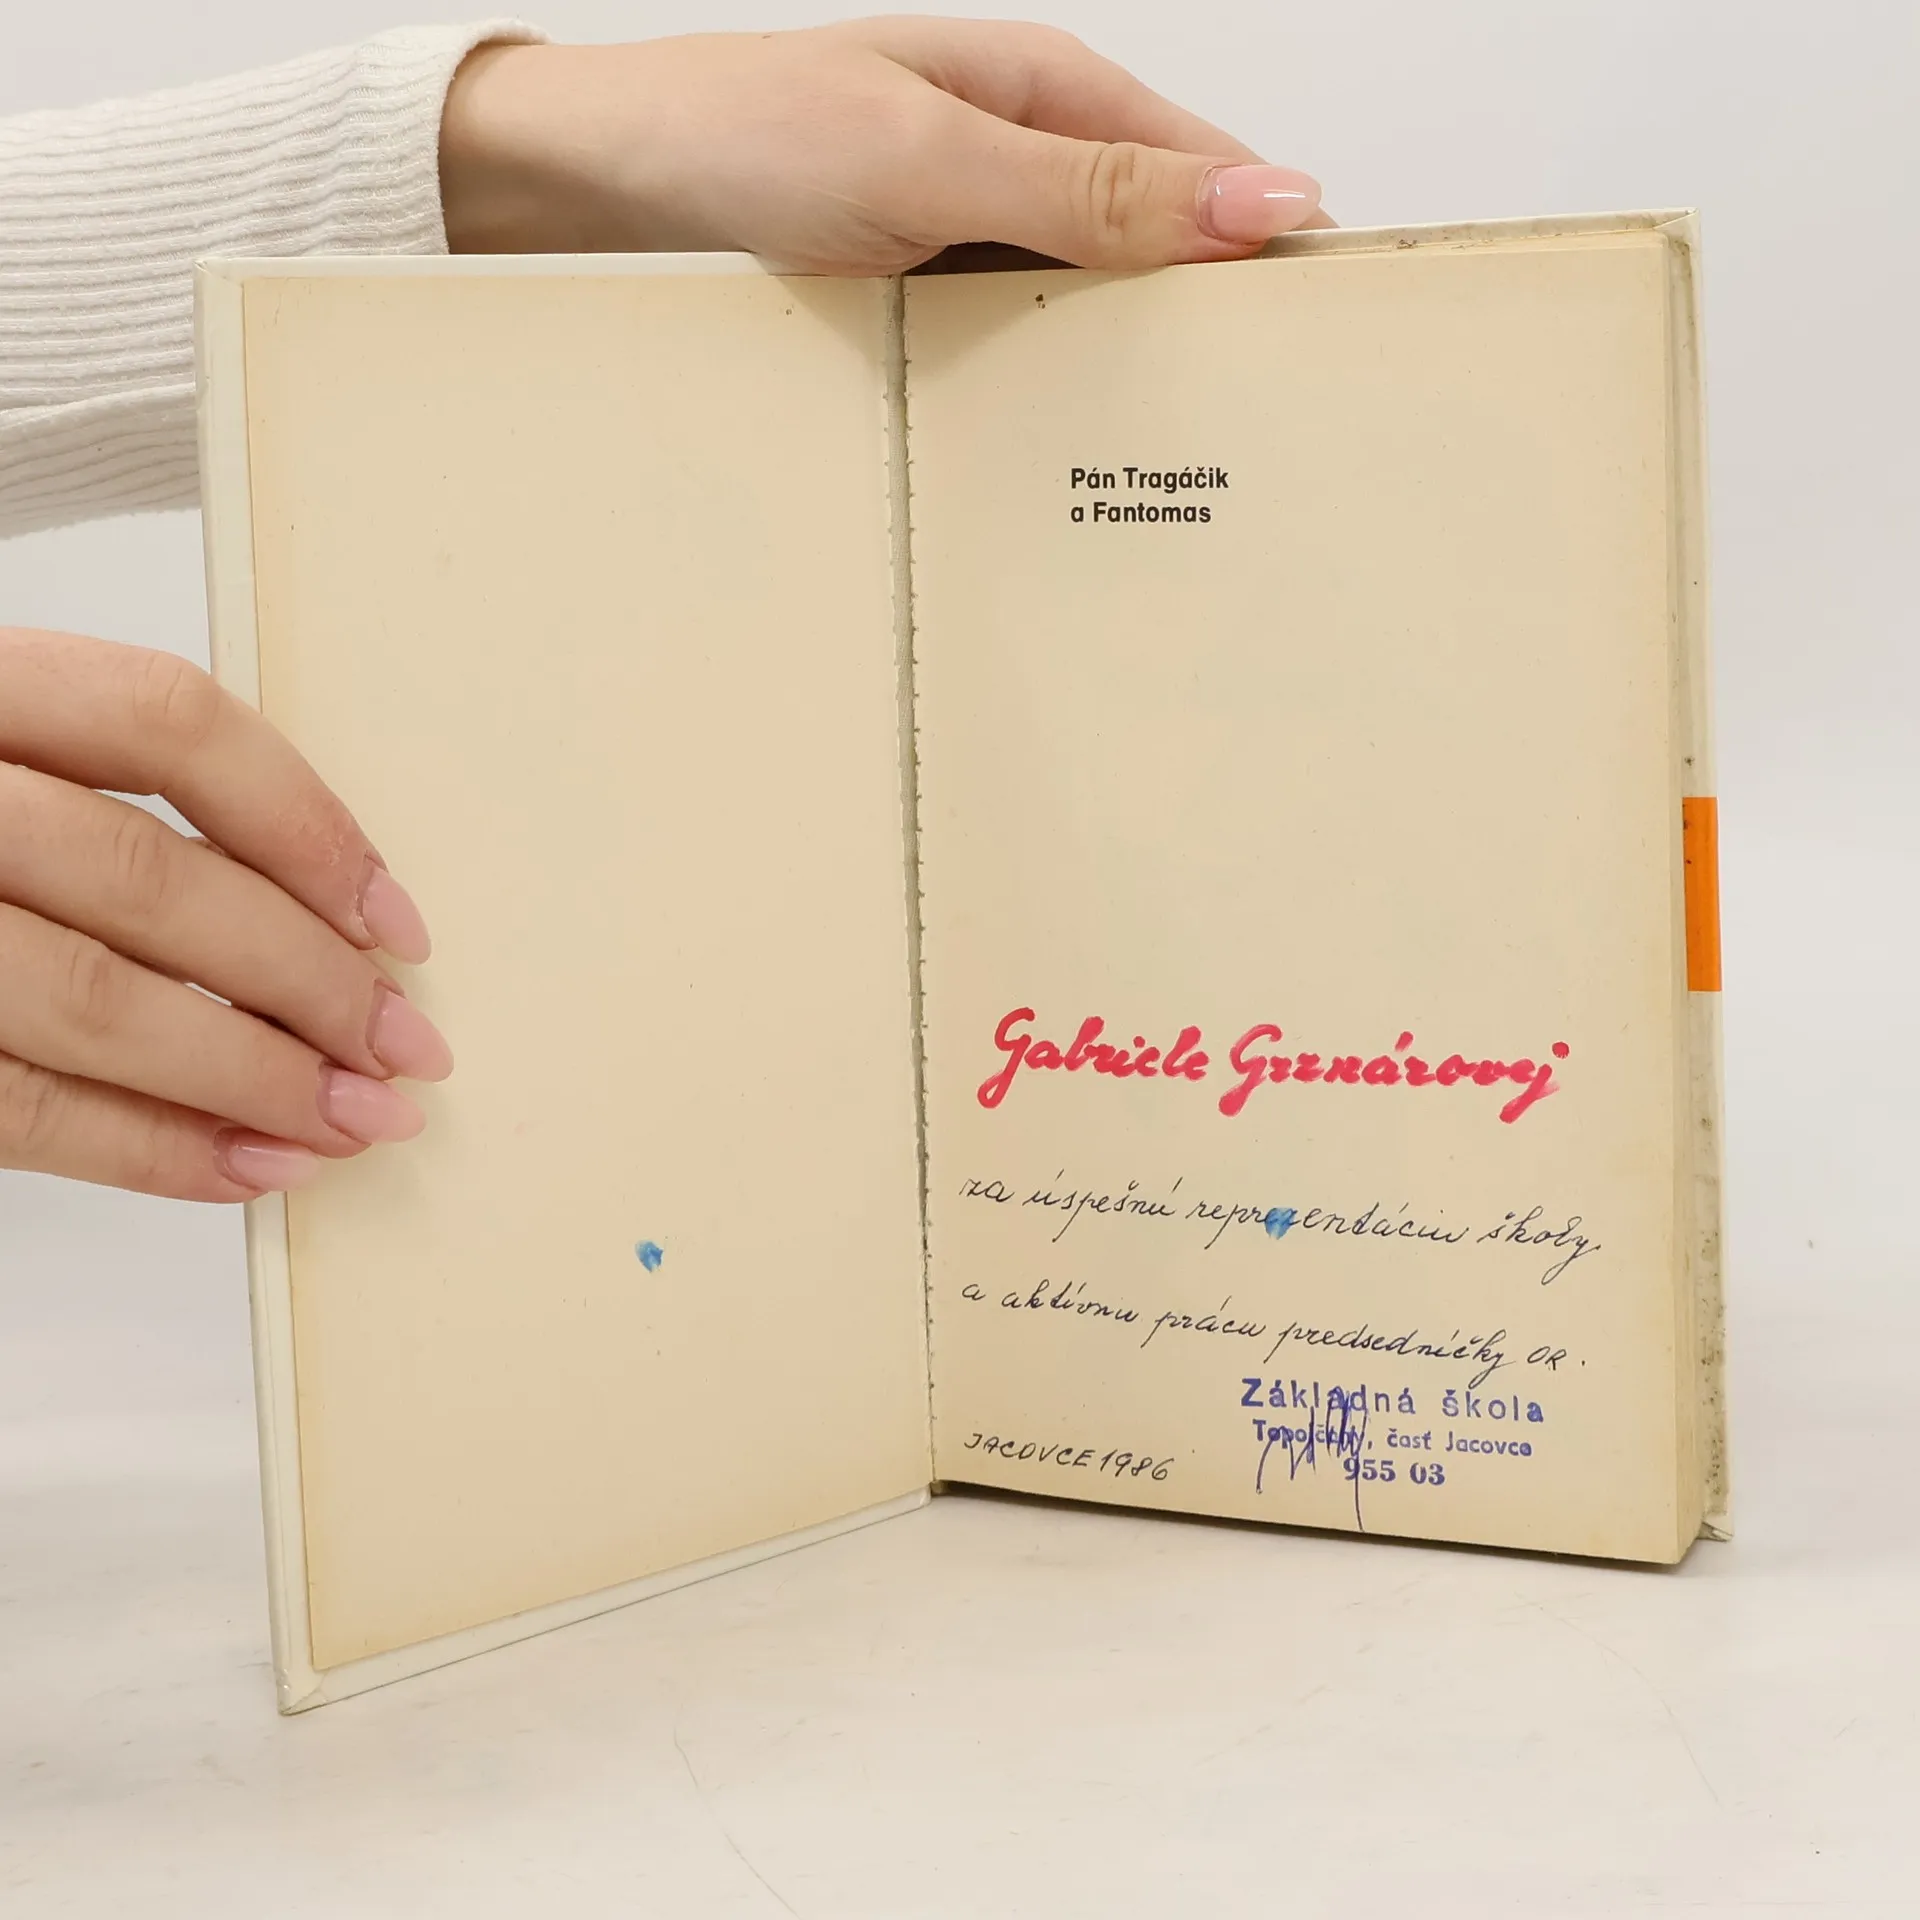 Pán Tragáčik
a Fantomas
Gabriele Grznárovej
za úspešnú reprezentáciu školy
a aktívnu prácu predsedníčky OR.
Základná škola
Topoľčany, časť Jacovce
955 03
JACOVCE 1986